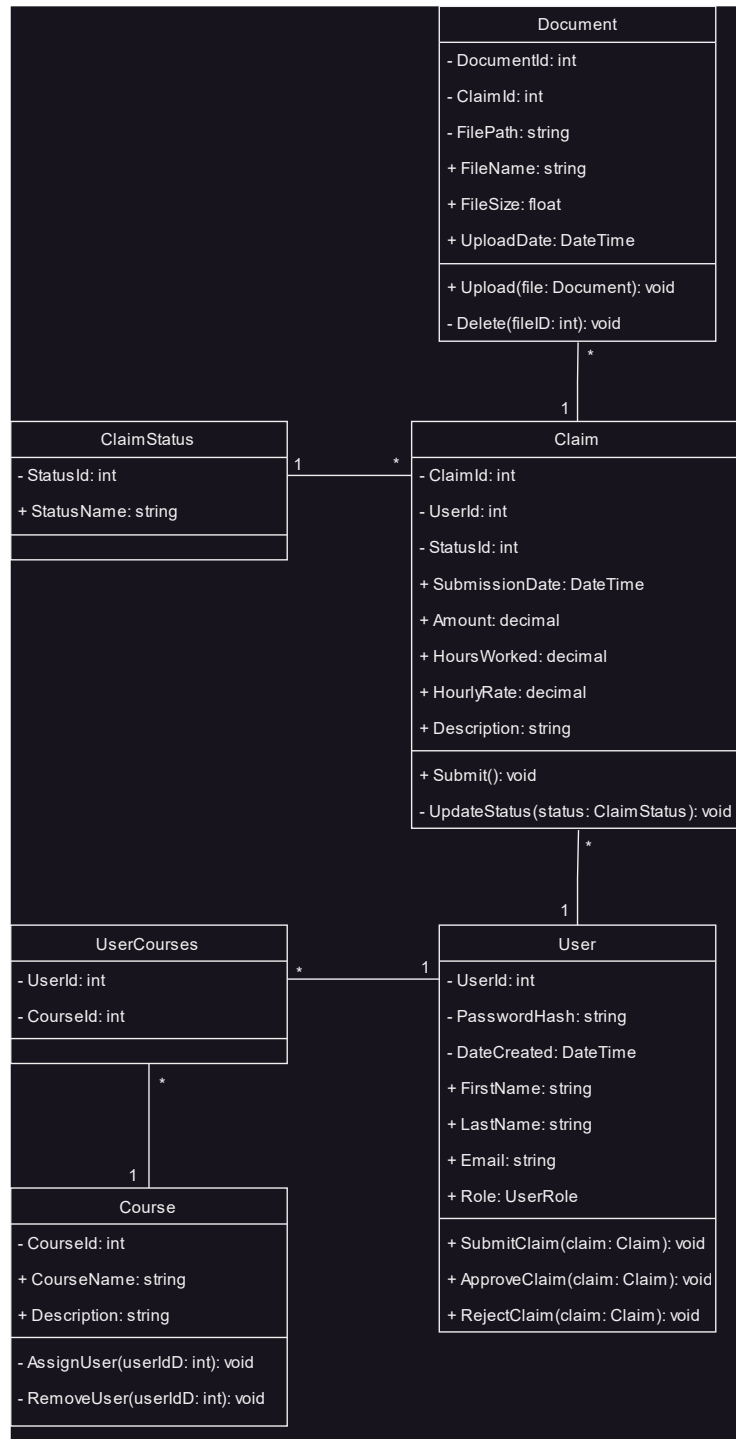 Document
- DocumentId: int
- ClaimId: int
- FilePath: string
+ FileName: string
+ FileSize: float
+ UploadDate: DateTime
+ Upload(file: Document): void
- Delete(fileID: int): void
*
1
ClaimStatus
- StatusId: int
+ StatusName: string
1
*
Claim
- ClaimId: int
- UserId: int
- StatusId: int
+ SubmissionDate: DateTime
+ Amount: decimal
+ HoursWorked: decimal
+ HourlyRate: decimal
+ Description: string
+ Submit(): void
- UpdateStatus(status: ClaimStatus): void
*
1
UserCourses
- UserId: int
- CourseId: int
*
1
User
- UserId: int
- PasswordHash: string
- DateCreated: DateTime
+ FirstName: string
+ LastName: string
+ Email: string
+ Role: UserRole
+ SubmitClaim(claim: Claim): void
+ ApproveClaim(claim: Claim): void
+ RejectClaim(claim: Claim): void
*
1
Course
- CourseId: int
+ CourseName: string
+ Description: string
- AssignUser(userIdD: int): void
- RemoveUser(userIdD: int): void